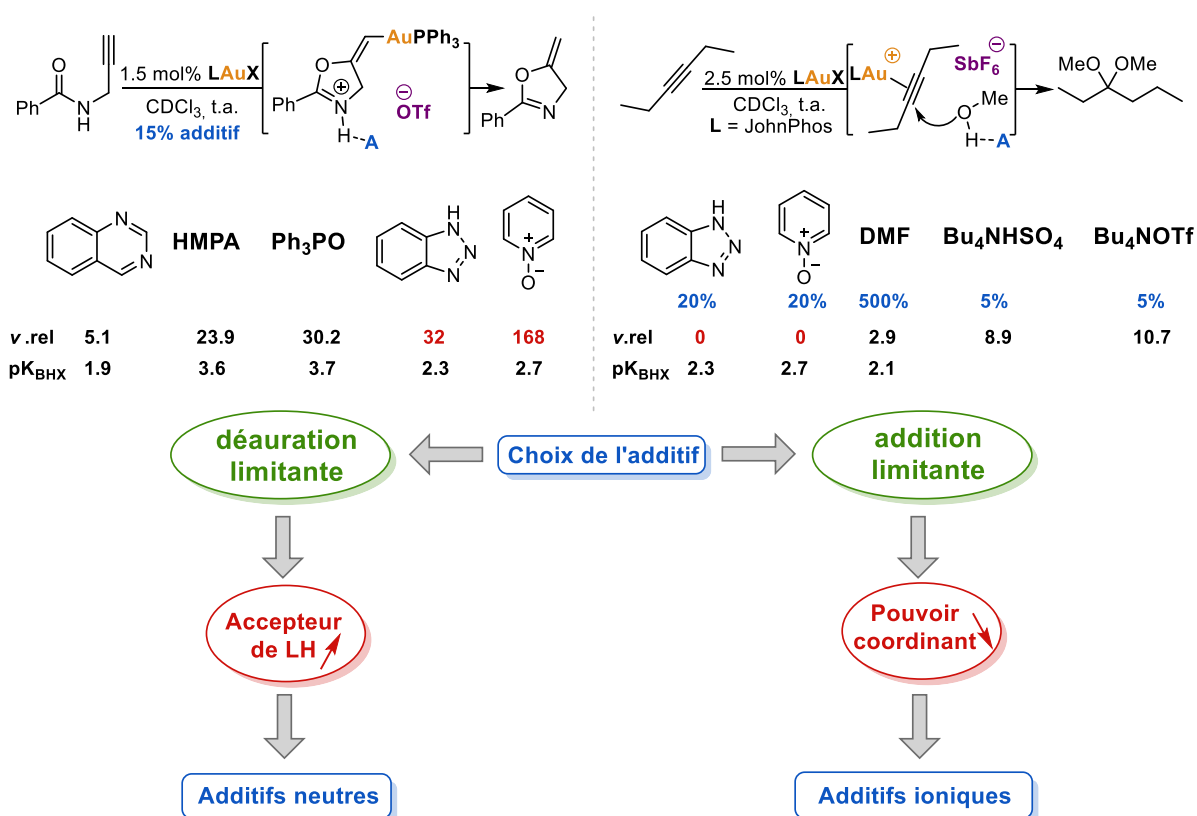 O
Ph
N
H
1.5 mol% LAuX
CDCl3, t.a.
15% additif
AuPPh3
O
Ph
⊕
N
H
A
⊖
OTf
O
Ph
N
2.5 mol% LAuX
CDCl3, t.a.
L = JohnPhos
⊕
LAu
⊖
SbF6
O
Me
H
A
MeO OMe
N
N
HMPA
Ph3PO
H
N
N
N
+
N
O
−
H
N
N
N
+
N
O
−
DMF
Bu4NHSO4
Bu4NOTf
20% 20% 500% 5% 5%
v.rel 5.1 23.9 30.2 32 168
pKBHX 1.9 3.6 3.7 2.3 2.7
v.rel 0 0 2.9 8.9 10.7
pKBHX 2.3 2.7 2.1
déauration
limitante
Choix de l'additif
addition
limitante
Accepteur
de LH
Pouvoir
coordinant
Additifs neutres
Additifs ioniques